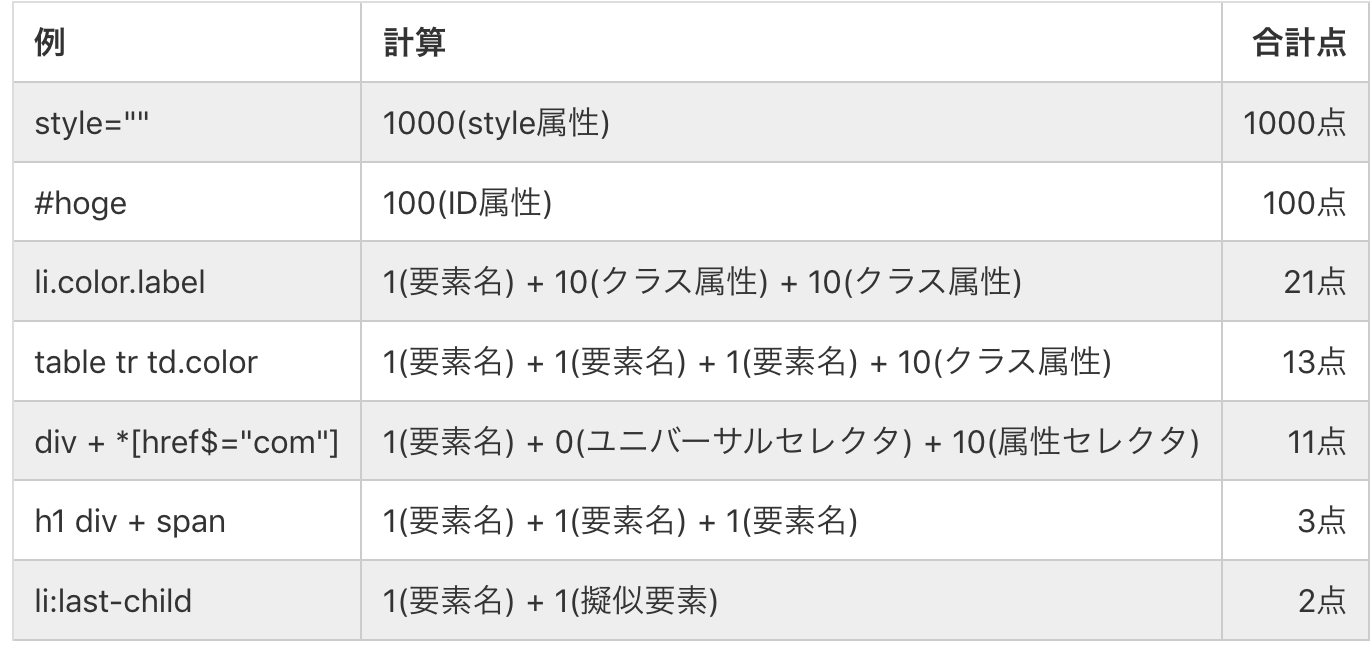 例 計算 合計点
style="" 1000(style属性) 1000点
#hoge 100(ID属性) 100点
li.color.label 1(要素名) + 10(クラス属性) + 10(クラス属性) 21点
table tr td.color 1(要素名) + 1(要素名) + 1(要素名) + 10(クラス属性) 13点
div + *[href$="com"] 1(要素名) + 0(ユニバーサルセレクタ) + 10(属性セレクタ) 11点
h1 div + span 1(要素名) + 1(要素名) + 1(要素名) 3点
li:last-child 1(要素名) + 1(擬似要素) 2点